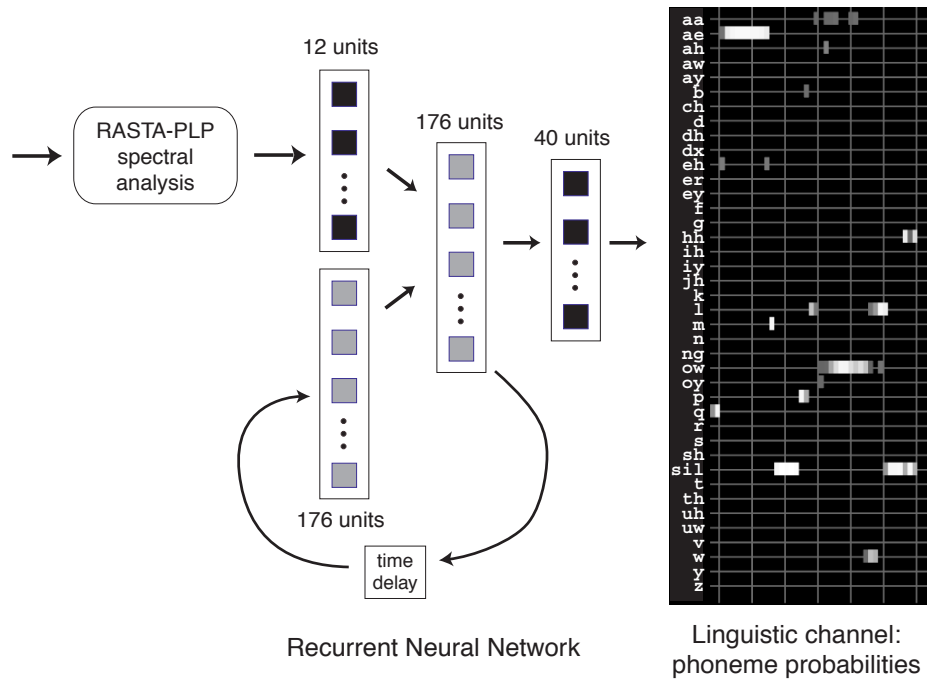 RASTA-PLP
spectral
analysis
12 units
176 units
176 units
40 units
time
delay
Recurrent Neural Network
aa
ae
ah
aw
ay
b
ch
d
dh
dx
eh
er
ey
f
g
hh
ih
iy
jh
k
l
m
n
ng
ow
oy
p
q
r
s
sh
sil
t
th
uh
uw
v
w
y
z
Linguistic channel:
phoneme probabilities